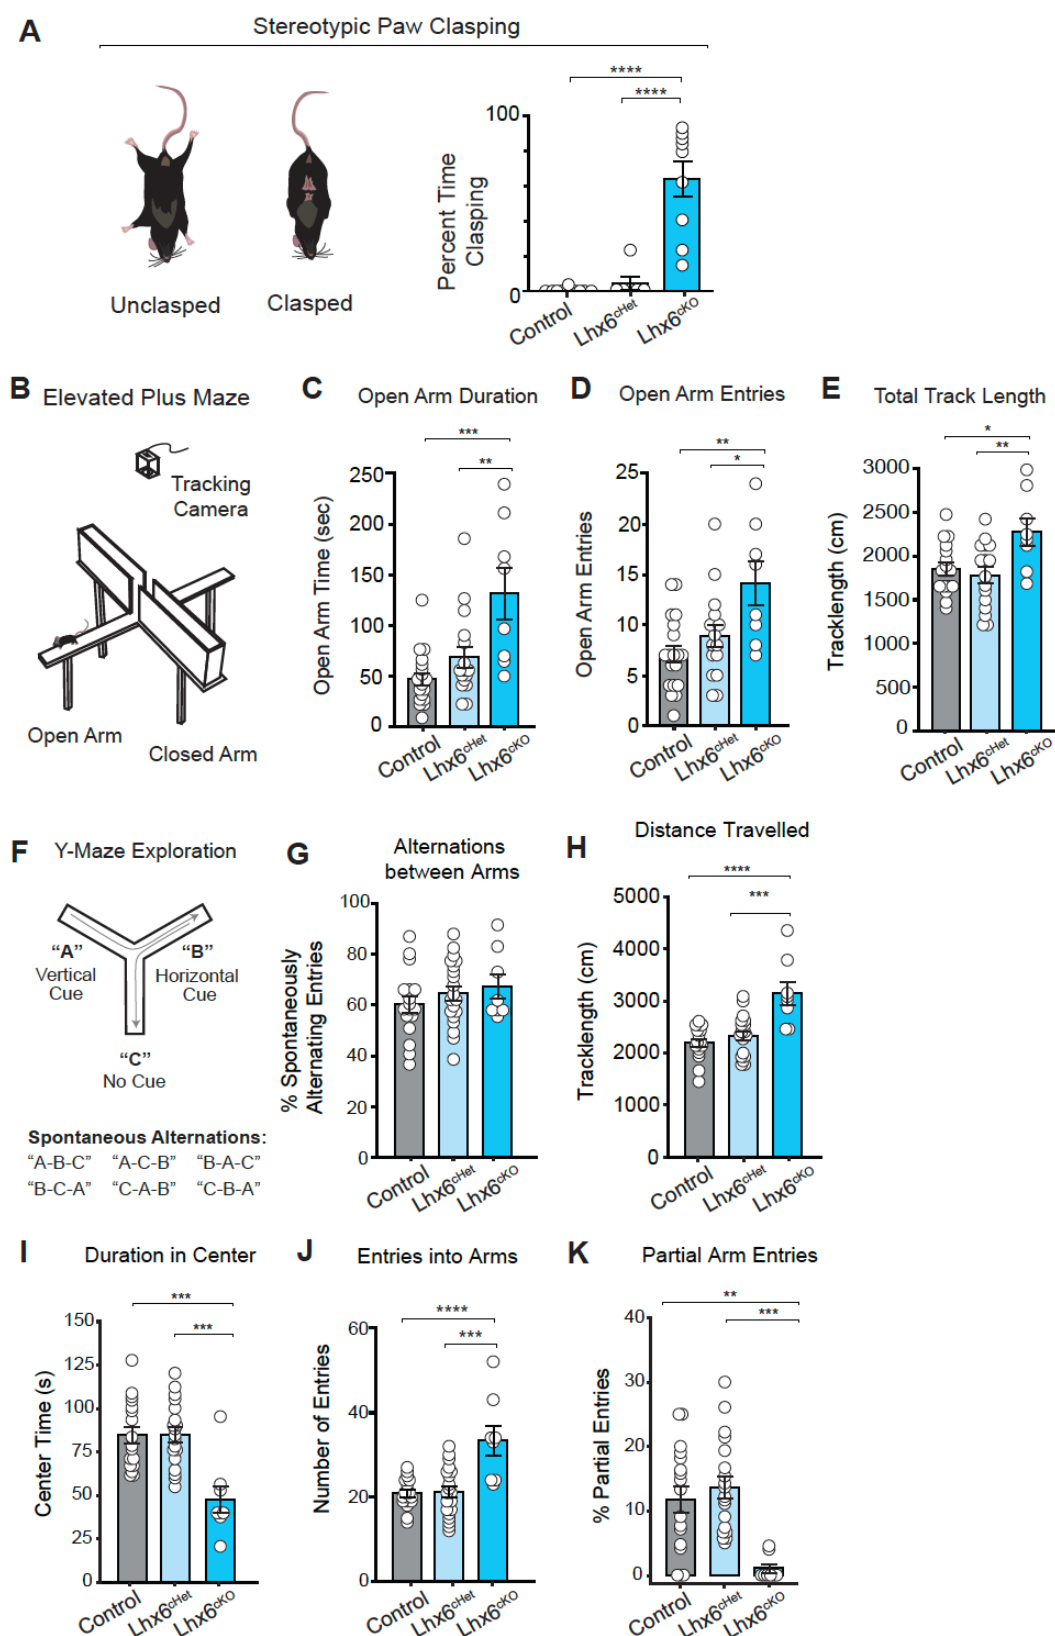 A
Stereotypic Paw Clasping
****
****
100
0
Percent Time
Clasping
Unclasped
Clasped
Control
Lhx6cHet
Lhx6cKO
B
Elevated Plus Maze
Tracking
Camera
Open Arm
Closed Arm
C
Open Arm Duration
***
**
Open Arm Time (sec)
250
200
150
100
50
0
Control
Lhx6cHet
Lhx6cKO
D
Open Arm Entries
**
*
Open Arm Entries
25
20
15
10
5
0
Control
Lhx6cHet
Lhx6cKO
E
Total Track Length
*
**
Tracklength (cm)
3000
2500
2000
1500
1000
500
0
Control
Lhx6cHet
Lhx6cKO
F
Y-Maze Exploration
“A”
Vertical
Cue
“B”
Horizontal
Cue
“C”
No Cue
Spontaneous Alternations:
“A-B-C” “A-C-B” “B-A-C”
“B-C-A” “C-A-B” “C-B-A”
G
Alternations
between Arms
% Spontaneously
Alternating Entries
100
80
60
40
20
0
Control
Lhx6cHet
Lhx6cKO
H
Distance Travelled
****
***
Tracklength (cm)
5000
4000
3000
2000
1000
0
Control
Lhx6cHet
Lhx6cKO
I
Duration in Center
***
***
Center Time (s)
150
125
100
75
50
25
0
Control
Lhx6cHet
Lhx6cKO
J
Entries into Arms
****
***
Number of Entries
60
40
20
0
Control
Lhx6cHet
Lhx6cKO
K
Partial Arm Entries
**
***
% Partial Entries
40
30
20
10
0
Control
Lhx6cHet
Lhx6cKO